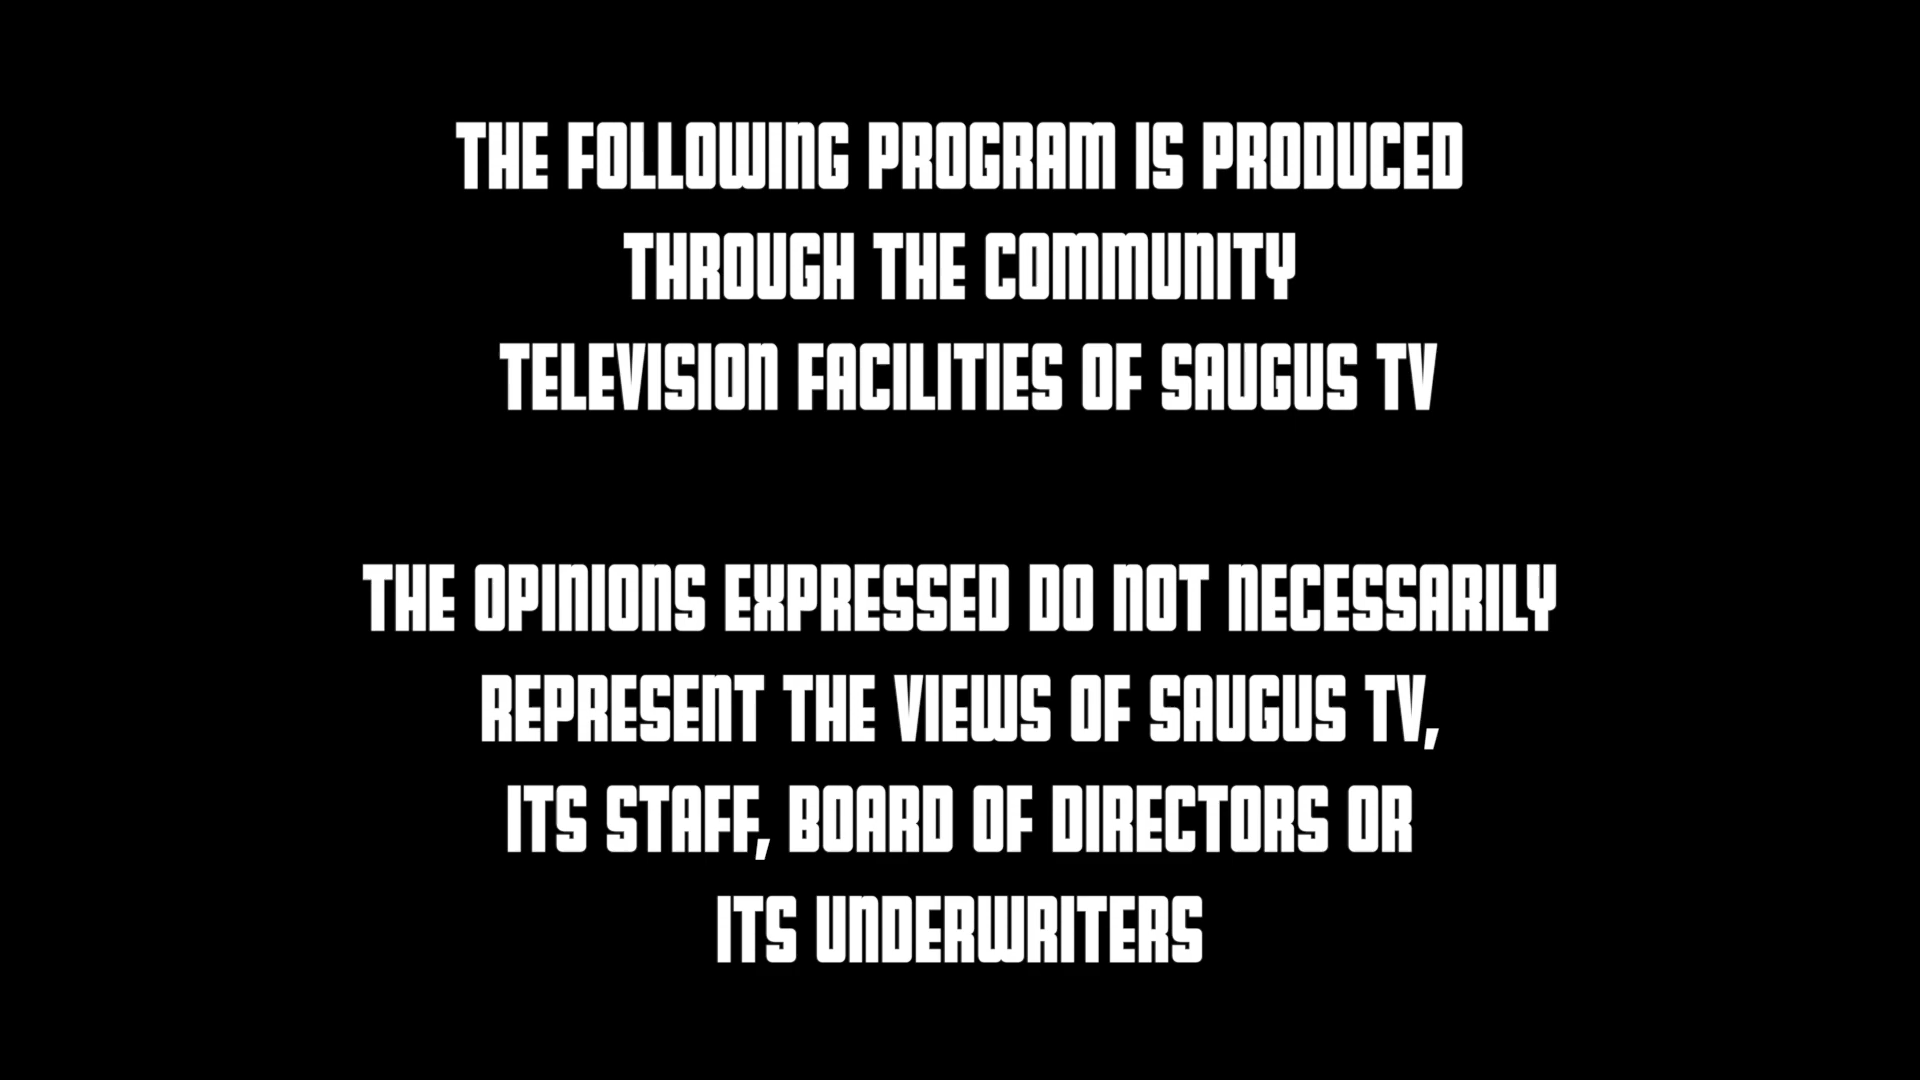 THE FOLLOWING PROGRAM IS PRODUCED
THROUGH THE COMMUNITY
TELEVISION FACILITIES OF SAUGUS TV
THE OPINIONS EXPRESSED DO NOT NECESSARILY
REPRESENT THE VIEWS OF SAUGUS TV,
ITS STAFF, BOARD OF DIRECTORS OR
ITS UNDERWRITERS